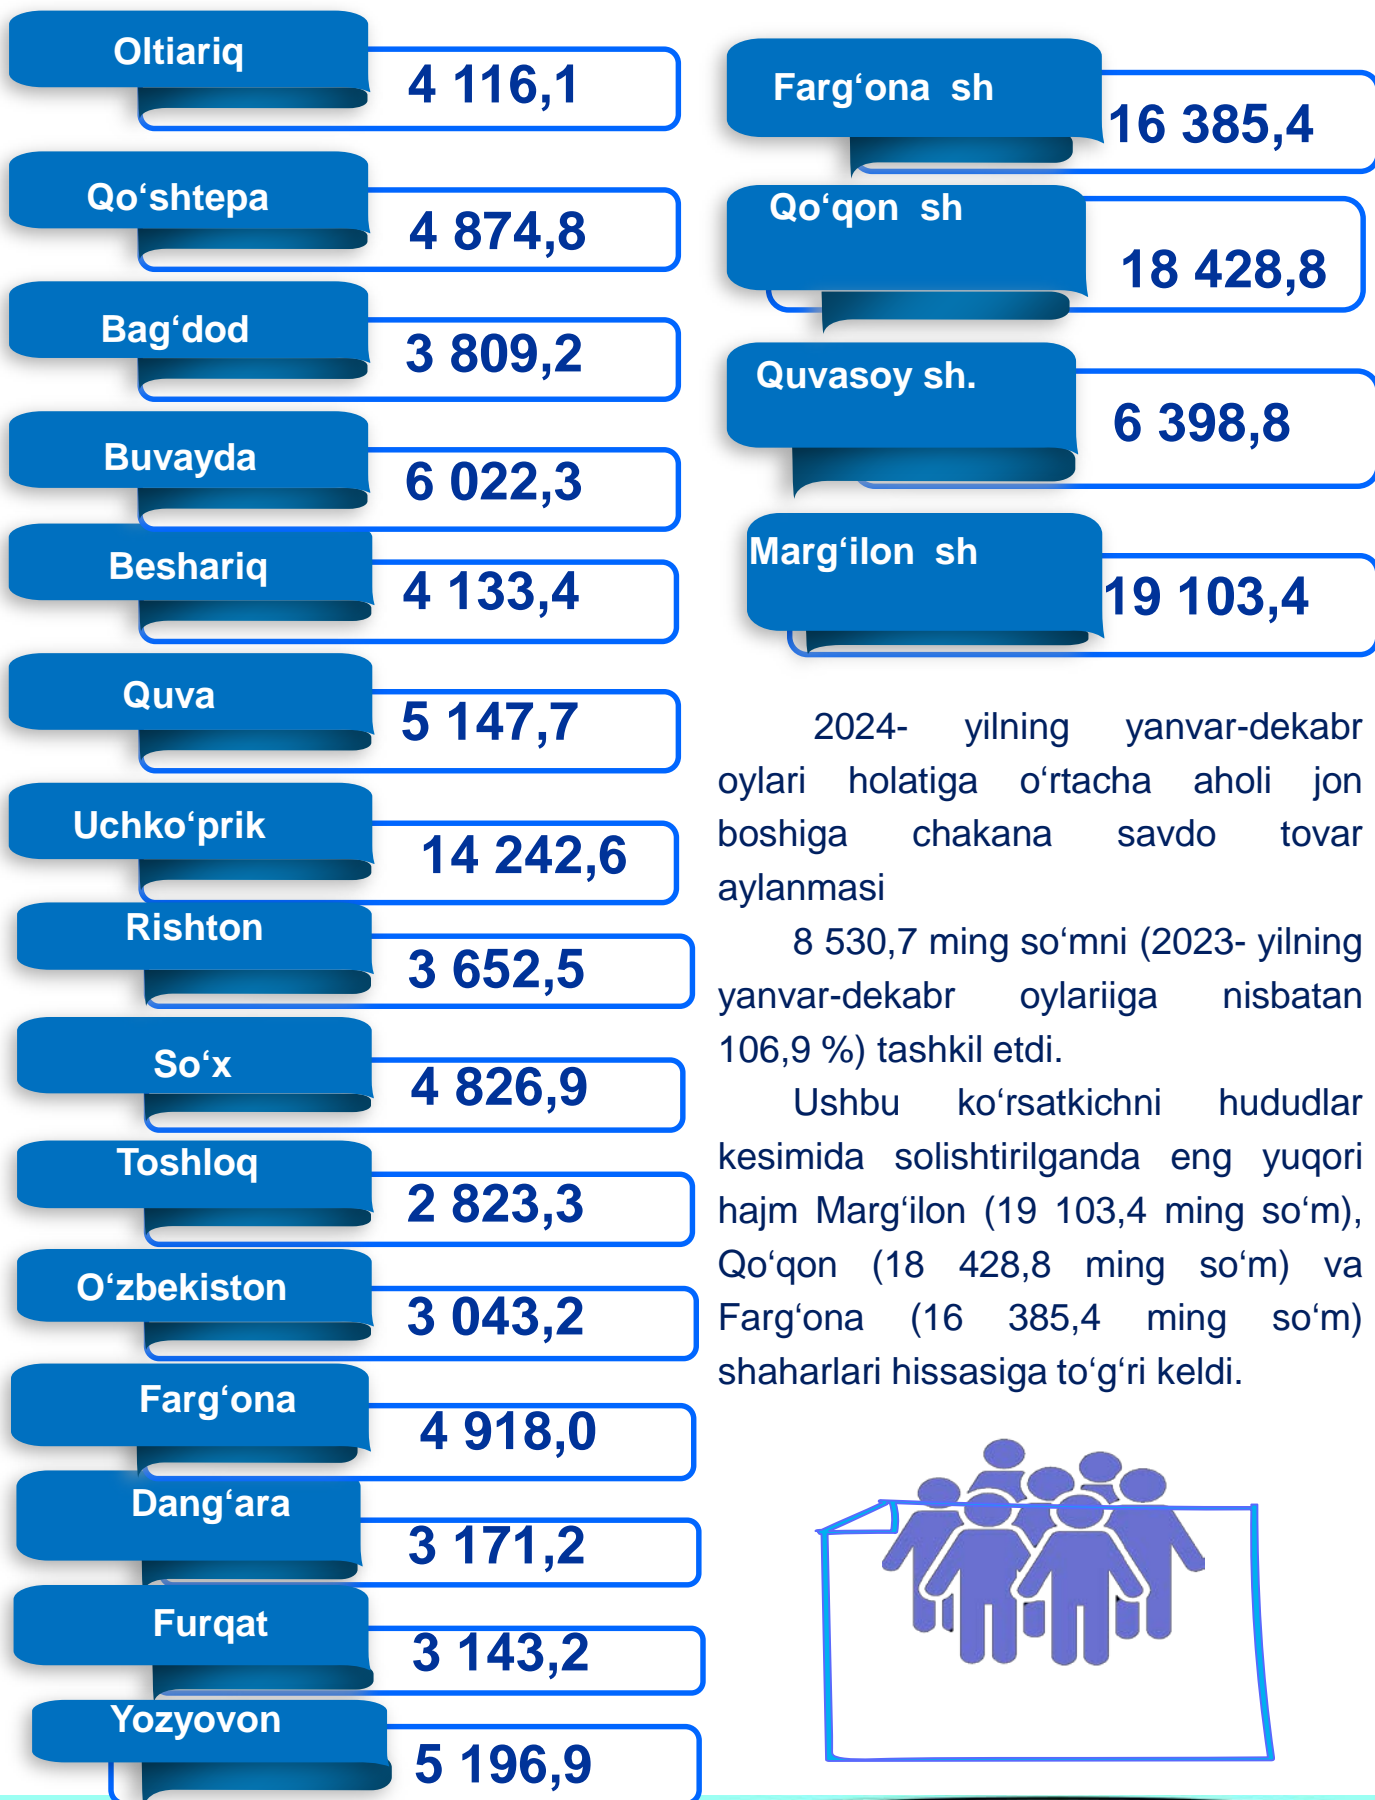 Oltiariq
4 116,1
Qo‘shtepa
4 874,8
Bag‘dod
3 809,2
Buvayda
6 022,3
Beshariq
4 133,4
Quva
5 147,7
Uchko‘prik
14 242,6
Rishton
3 652,5
So‘x
4 826,9
Toshloq
2 823,3
O‘zbekiston
3 043,2
Farg‘ona
4 918,0
Dang‘ara
3 171,2
Furqat
3 143,2
Yozyovon
5 196,9
Farg‘ona sh
16 385,4
Qo‘qon sh
18 428,8
Quvasoy sh.
6 398,8
Marg‘ilon sh
19 103,4
2024- yilning yanvar-dekabr
oylari holatiga o‘rtacha aholi jon
boshiga chakana savdo tovar
aylanmasi
8 530,7 ming so‘mni (2023- yilning
yanvar-dekabr oylariiga nisbatan
106,9 %) tashkil etdi.
Ushbu ko‘rsatkichni hududlar
kesimida solishtirilganda eng yuqori
hajm Marg‘ilon (19 103,4 ming so‘m),
Qo‘qon (18 428,8 ming so‘m) va
Farg‘ona (16 385,4 ming so‘m)
shaharlari hissasiga to‘g‘ri keldi.